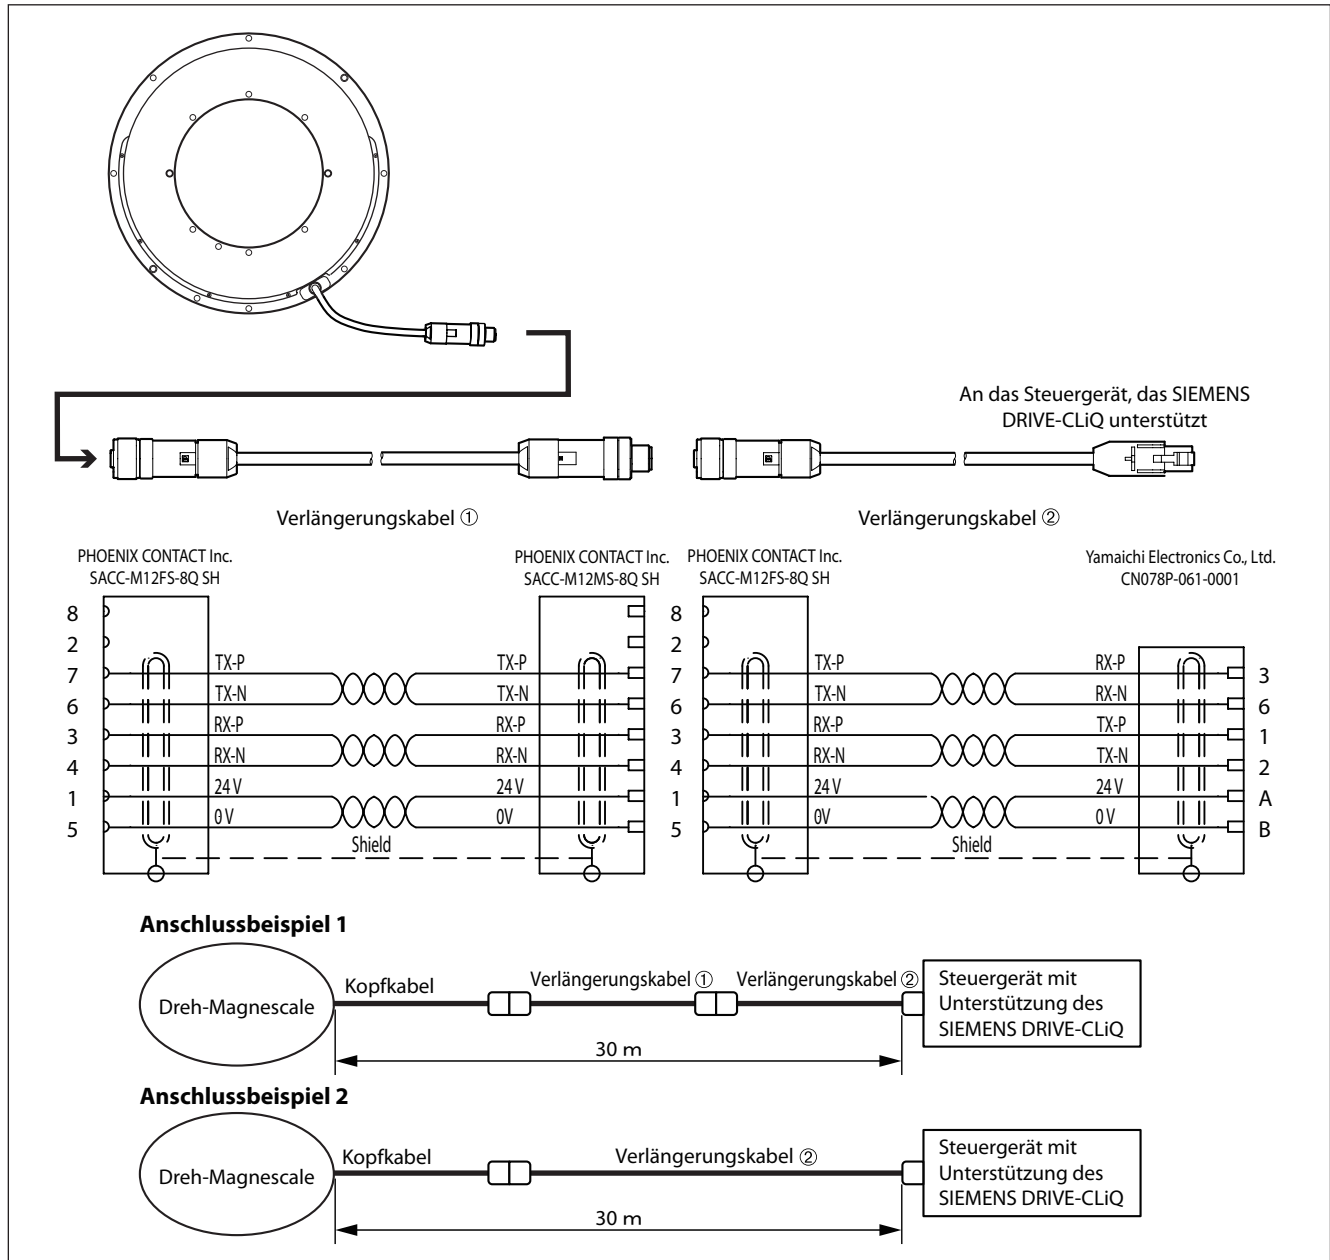 An das Steuergerät, das SIEMENS
DRIVE-CLiQ unterstützt
Verlängerungskabel ①
Verlängerungskabel ②
PHOENIX CONTACT Inc.
SACC-M12FS-8Q SH
PHOENIX CONTACT Inc.
SACC-M12MS-8Q SH
PHOENIX CONTACT Inc.
SACC-M12FS-8Q SH
Yamaichi Electronics Co., Ltd.
CN078P-061-0001
8
2
7 TX-P TX-P
6 TX-N TX-N
3 RX-P RX-P
4 RX-N RX-N
1 24 V 24 V
5 0 V 0V
Shield
8
2
7 TX-P RX-P 3
6 TX-N RX-N 6
3 RX-P TX-P 1
4 RX-N TX-N 2
1 24 V 24 V A
5 0V 0 V B
Shield
Anschlussbeispiel 1
Dreh-Magnescale
Kopfkabel
Verlängerungskabel ①
Verlängerungskabel ②
Steuergerät mit
Unterstützung des
SIEMENS DRIVE-CLiQ
30 m
Anschlussbeispiel 2
Dreh-Magnescale
Kopfkabel
Verlängerungskabel ②
Steuergerät mit
Unterstützung des
SIEMENS DRIVE-CLiQ
30 m